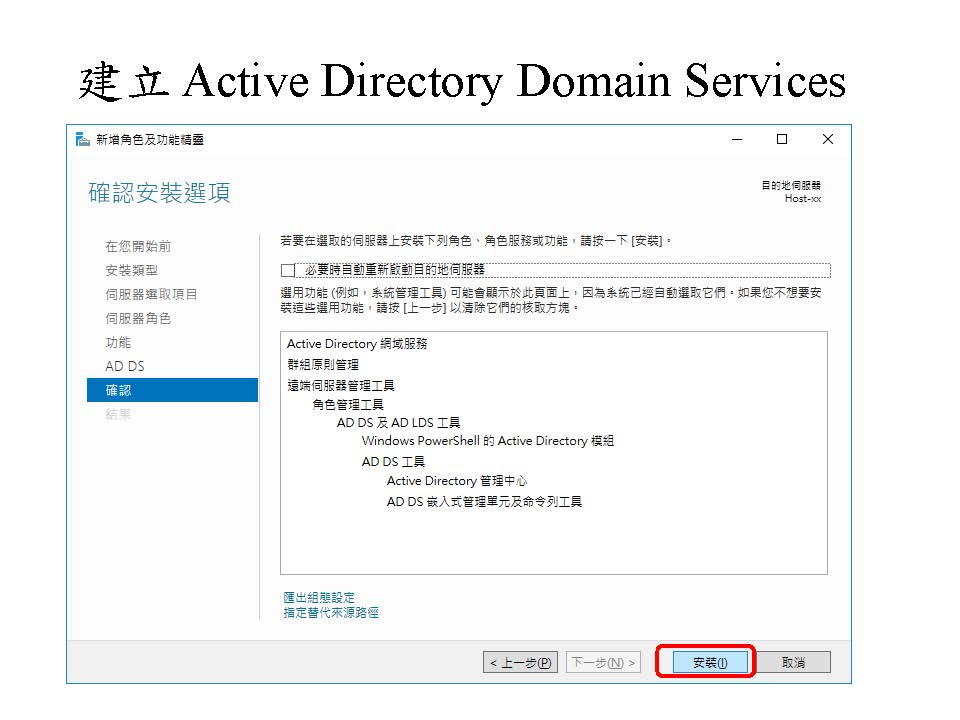 建立 Active Directory Domain Services
新增角色及功能精靈
確認安裝選項
目的地伺服器
Host-xx
在您開始前
安裝類型
伺服器選取項目
伺服器角色
功能
AD DS
確認
結果
若要在選取的伺服器上安裝下列角色、角色服務或功能，請按一下 [安裝]。
必要時自動重新啟動目的地伺服器
選用功能 (例如，系統管理工具) 可能會顯示於此頁面上，因為系統已經自動選取它們。如果您不想要安
裝這些選用功能，請按 [上一步] 以清除它們的核取方塊。
Active Directory 網域服務
群組原則管理
遠端伺服器管理工具
角色管理工具
AD DS 及 AD LDS 工具
Windows PowerShell 的 Active Directory 模組
AD DS 工具
Active Directory 管理中心
AD DS 嵌入式管理單元及命令列工具
匯出組態設定
指定替代來源路徑
< 上一步(P)
下一步(N) >
安裝(I)
取消